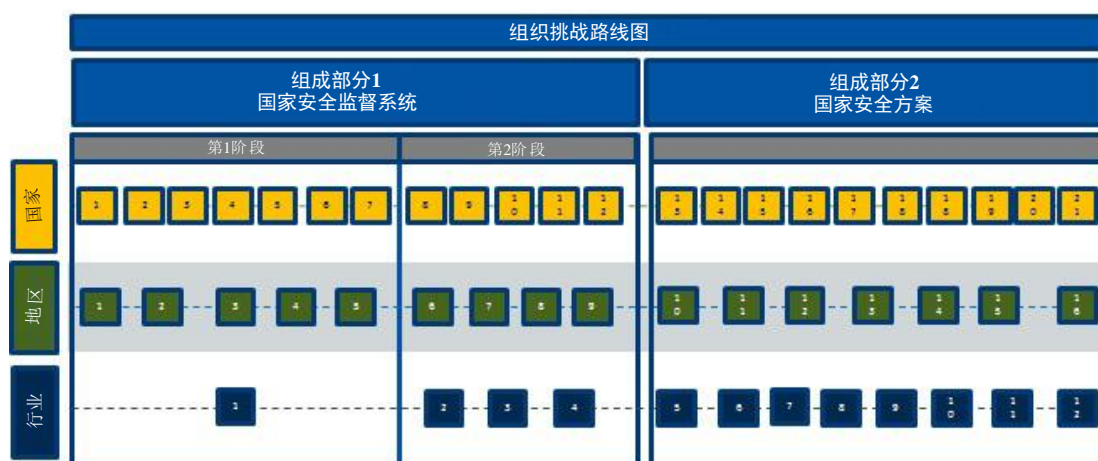 组织挑战路线图
组成部分1
国家安全监督系统
组成部分2
国家安全方案
第1阶段
第2阶段
国家
1 2 3 4 5 6 7 8 9 10 11 12 13 14 15 16 17 18 18 19 20 21
地区
1 2 3 4 5 6 7 8 9 10 11 12 13 14 15 16
行业
1 2 3 4 5 6 7 8 9 10 11 12